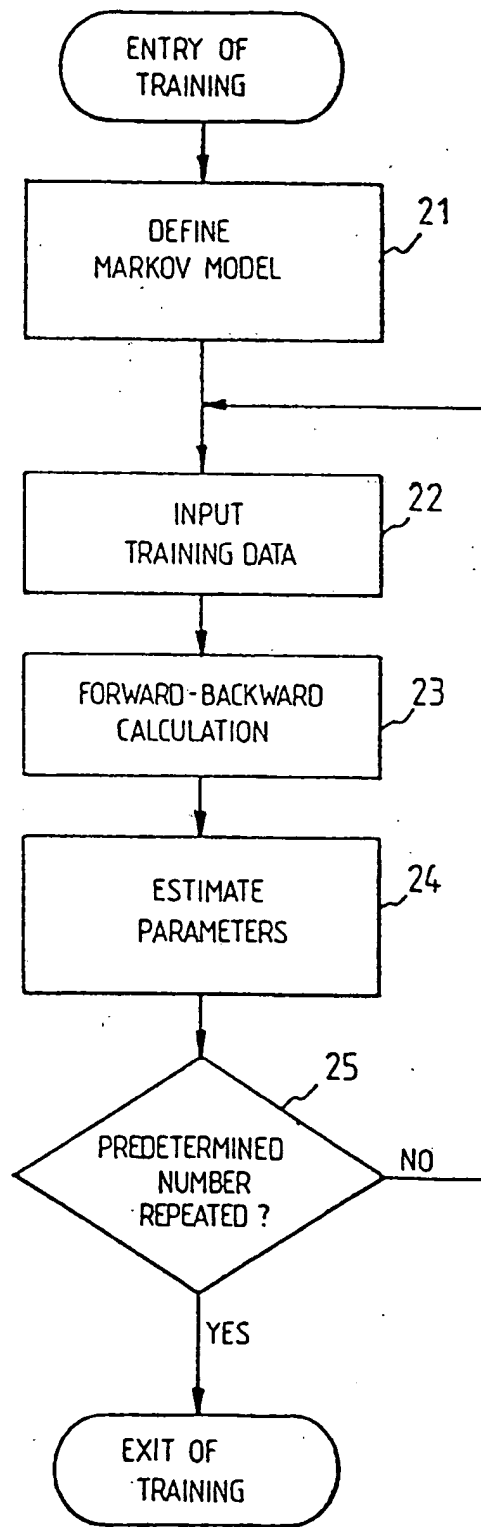 ENTRY OF
TRAINING
21
DEFINE
MARKOV MODEL
22
INPUT
TRAINING DATA
23
FORWARD-BACKWARD
CALCULATION
24
ESTIMATE
PARAMETERS
25
PREDETERMINED
NUMBER
REPEATED ?
NO
YES
EXIT OF
TRAINING